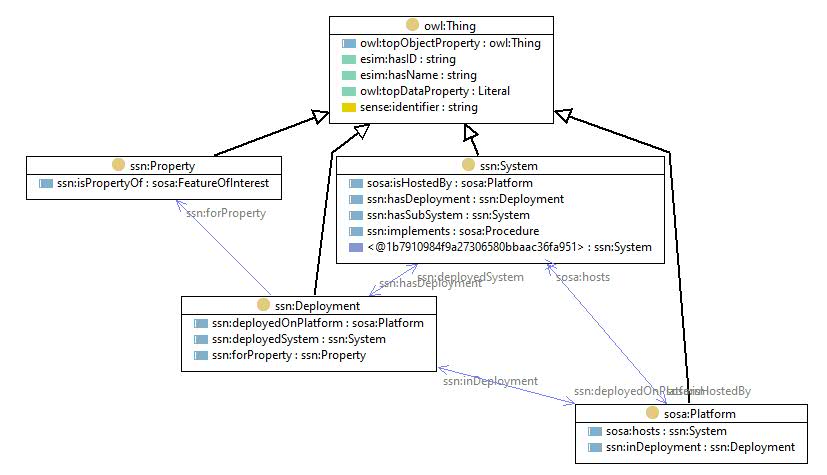 owl:Thing
owl:topObjectProperty : owl:Thing
esim:hasID : string
esim:hasName : string
owl:topDataProperty : Literal
sense:identifier : string
ssn:Property
ssn:isPropertyOf : sosa:FeatureOfInterest
ssn:System
sosa:isHostedBy : sosa:Platform
ssn:hasDeployment : ssn:Deployment
ssn:hasSubSystem : ssn:System
ssn:implements : sosa:Procedure
<@1b7910984f9a27306580bbaac36fa951> : ssn:System
ssn:forProperty
ssn:deployedSystem
ssn:hasDeployment
sosa:hosts
ssn:Deployment
ssn:deployedOnPlatform : sosa:Platform
ssn:deployedSystem : ssn:System
ssn:forProperty : ssn:Property
ssn:inDeployment
ssn:deployedOnPlatform
sosa:isHostedBy
sosa:Platform
sosa:hosts : ssn:System
ssn:inDeployment : ssn:Deployment